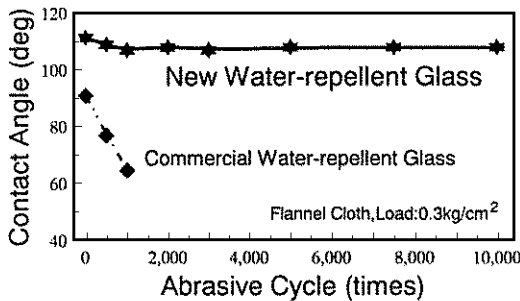 Contact Angle (deg)
120
100
80
60
40
New Water-repellent Glass
Commercial Water-repellent Glass
Flannel Cloth,Load:0.3kg/cm²
0 2,000 4,000 6,000 8,000 10,000
Abrasive Cycle (times)